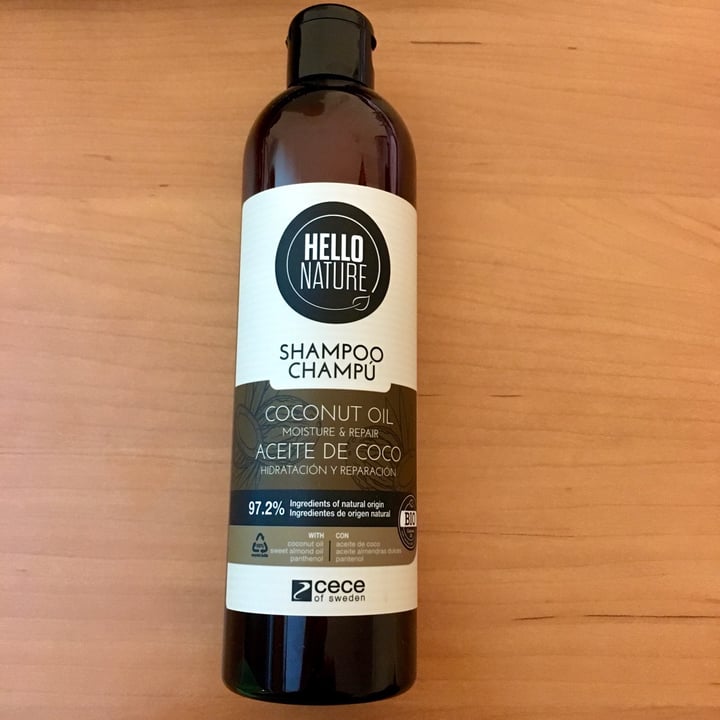 HELLO
NATURE
SHAMPOO
CHAMPÚ
COCONUT OIL
MOISTURE & REPAIR
ACEITE DE COCO
HIDRATACIÓN Y REPARACIÓN
97.2% Ingredients of natural origin
Ingredientes de origen natural
BIO
WITH
coconut oil
sweet almond oil
panthenol
CON
aceite de coco
aceite almendras dulces
pantenol
cece
of sweden